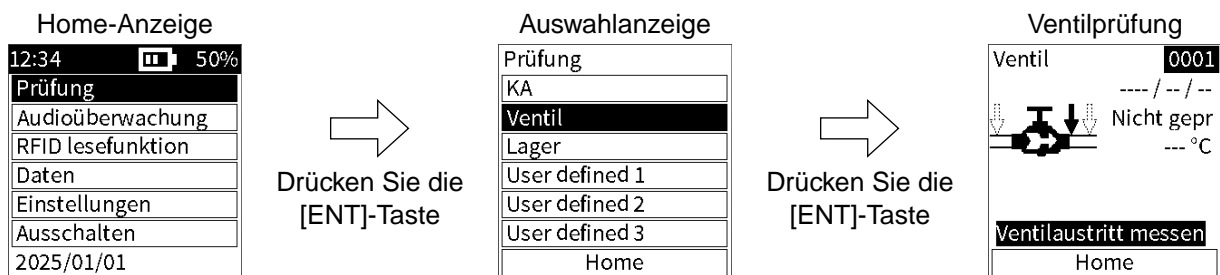 Home-Anzeige
12:34 50%
Prüfung
Audioüberwachung
RFID lesefunktion
Daten
Einstellungen
Ausschalten
2025/01/01
Drücken Sie die
[ENT]-Taste
Auswahlanzeige
Prüfung
KA
Ventil
Lager
User defined 1
User defined 2
User defined 3
Home
Drücken Sie die
[ENT]-Taste
Ventilprüfung
Ventil 0001
---- / -- / --
Nicht gepr
--- °C
Ventilaustritt messen
Home